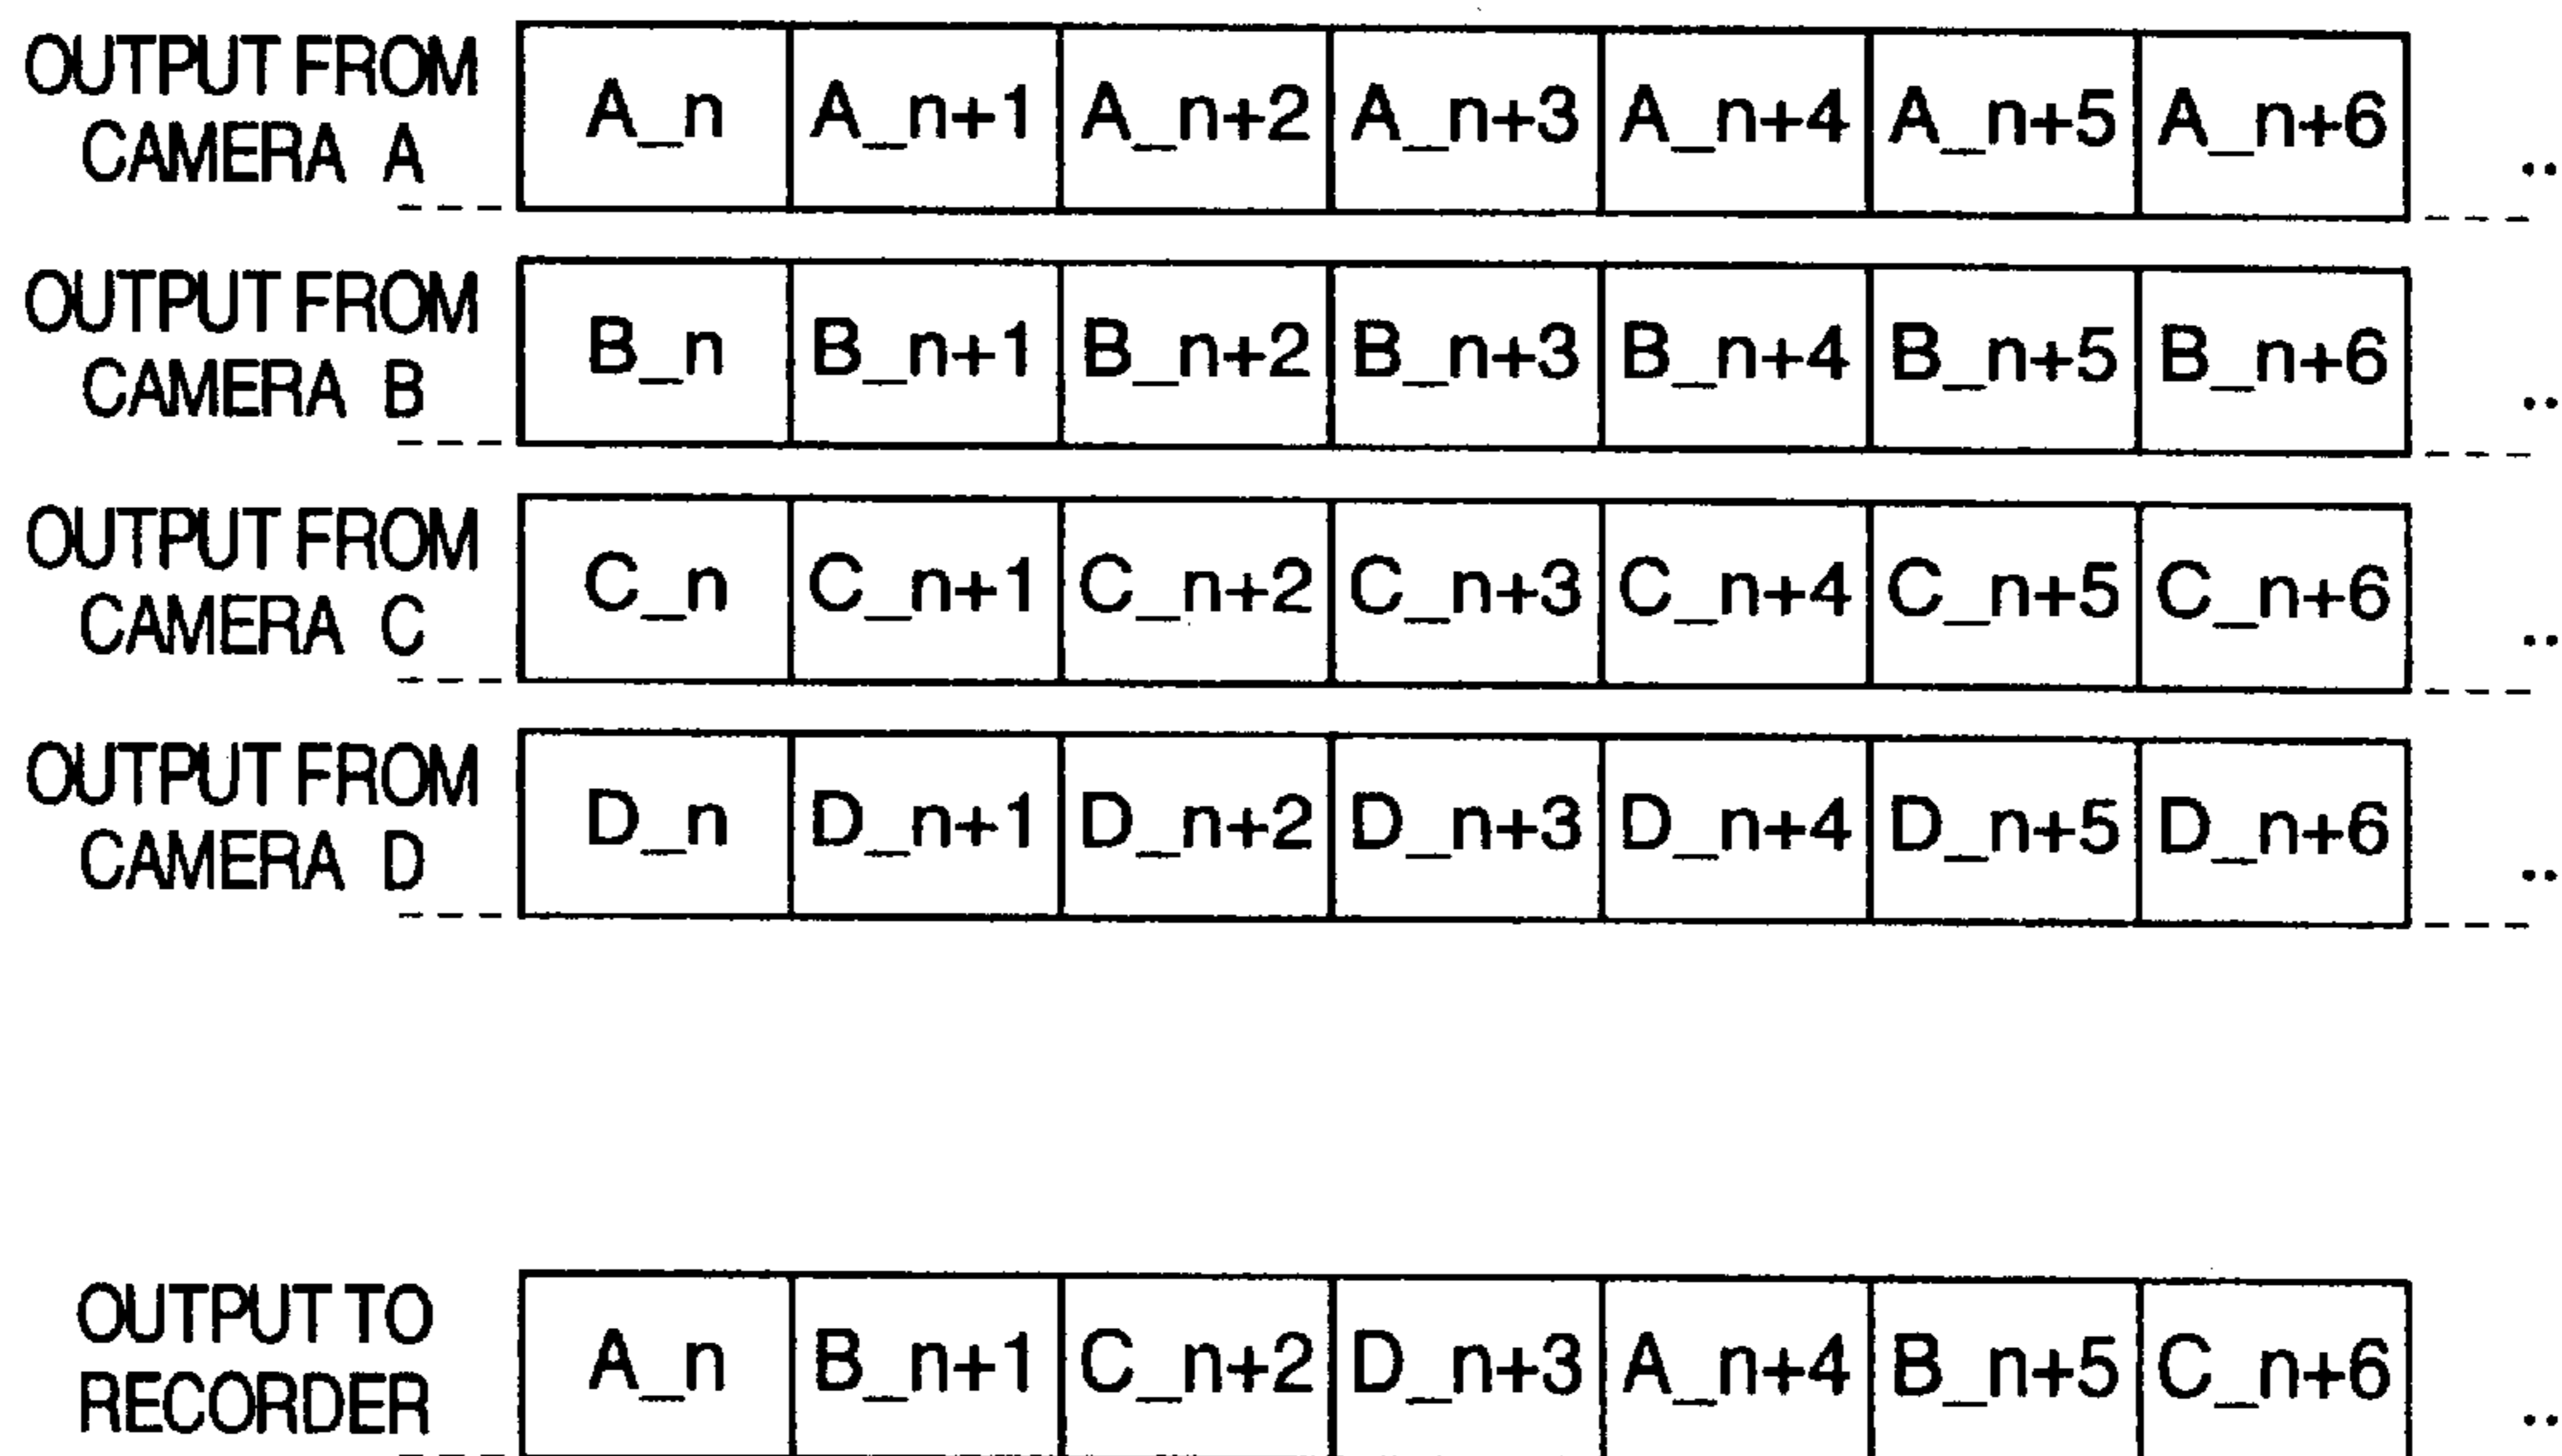 OUTPUT FROM
CAMERA A
A_n A_n+1 A_n+2 A_n+3 A_n+4 A_n+5 A_n+6 ..
OUTPUT FROM
CAMERA B
B_n B_n+1 B_n+2 B_n+3 B_n+4 B_n+5 B_n+6 ..
OUTPUT FROM
CAMERA C
C_n C_n+1 C_n+2 C_n+3 C_n+4 C_n+5 C_n+6 ..
OUTPUT FROM
CAMERA D
D_n D_n+1 D_n+2 D_n+3 D_n+4 D_n+5 D_n+6 ..
OUTPUT TO
RECORDER
A_n B_n+1 C_n+2 D_n+3 A_n+4 B_n+5 C_n+6 ..